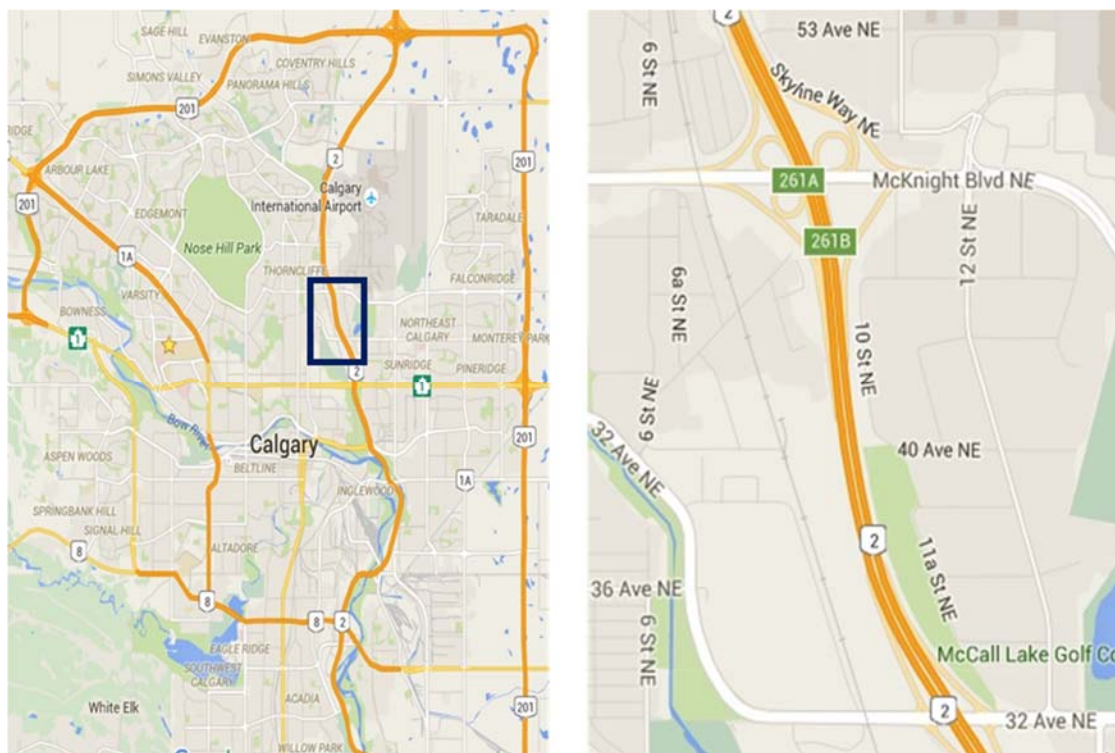 SAGE HILL
EVANSTON
COVENTRY HILLS
SIMONS VALLEY
PANORAMA HILLS
201
RIDGE
2
201
ARBOUR LAKE
Calgary
International Airport
201
EDGEMONT
TARADALE
1A
Nose Hill Park
THORNCLIFFE
FALCONRIDGE
VARSITY
BOWNESS
NORTHEAST
CALGARY
MONTEREY PARK
1
SUNRIDGE
PINERIDGE
2
1
Bow River
Calgary
201
ASPEN WOODS
BELTLINE
1A
INGLEWOOD
SPRINGBANK HILL
SIGNAL HILL
ALTADORE
8
8
8
2
EAGLE RIDGE
SOUTHWEST
CALGARY
ACADIA
White Elk
201
WILLOW PARK
2
53 Ave NE
6 St NE
Skyline Way NE
261A
McKnight Blvd NE
261B
12 St NE
6a St NE
10 St NE
6 St NE
32 Ave NE
40 Ave NE
2
11a St NE
36 Ave NE
6 St NE
McCall Lake Golf Co
2
32 Ave NE